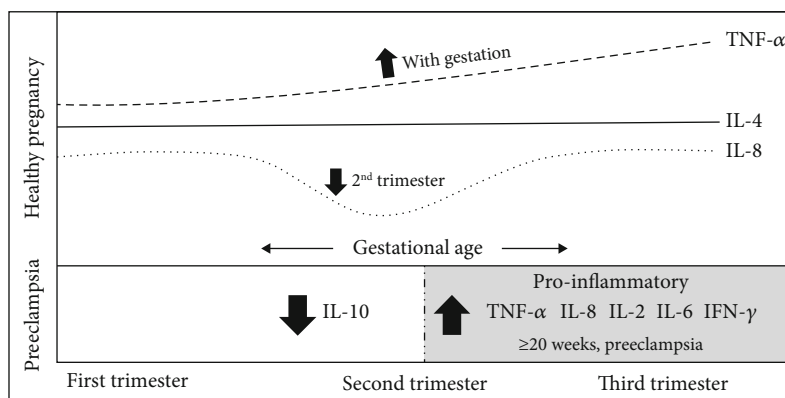 Healthy pregnancy
TNF-α
With gestation
IL-4
IL-8
2nd trimester
Gestational age
Preeclampsia
IL-10
Pro-inflammatory
TNF-α IL-8 IL-2 IL-6 IFN-γ
≥20 weeks, preeclampsia
First trimester Second trimester Third trimester